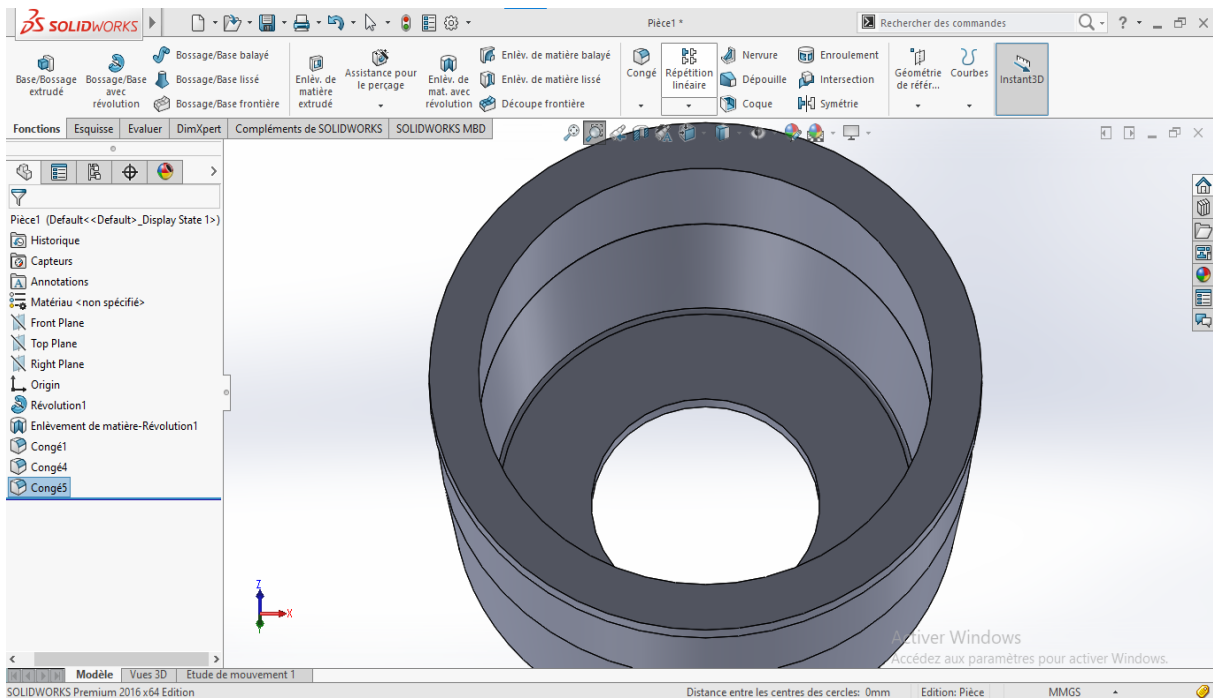 SOLIDWORKS
Pièce1 *
Rechercher des commandes
Base/Bossage extrudé
Bossage/Base avec révolution
Bossage/Base balayé
Bossage/Base lissé
Bossage/Base frontière
Enlèv. de matière extrudé
Assistance pour le perçage
Enlèv. de mat. avec révolution
Enlèv. de matière balayé
Enlèv. de matière lissé
Découpe frontière
Congé
Répétition linéaire
Nervure
Dépouille
Coque
Enroulement
Intersection
Symétrie
Géométrie de référ...
Courbes
Instant3D
Fonctions Esquisse Evaluer DimXpert Compléments de SOLIDWORKS SOLIDWORKS MBD
Pièce1 (Default<<Default>_Display State 1>)
Historique
Capteurs
Annotations
Matériau <non spécifié>
Front Plane
Top Plane
Right Plane
Origin
Révolution1
Enlèvement de matière-Révolution1
Congé1
Congé4
Congé5
Z
X
Activer Windows
Accédez aux paramètres pour activer Windows.
Modèle Vues 3D Etude de mouvement 1
SOLIDWORKS Premium 2016 x64 Edition Distance entre les centres des cercles: 0mm Edition: Pièce MMGS